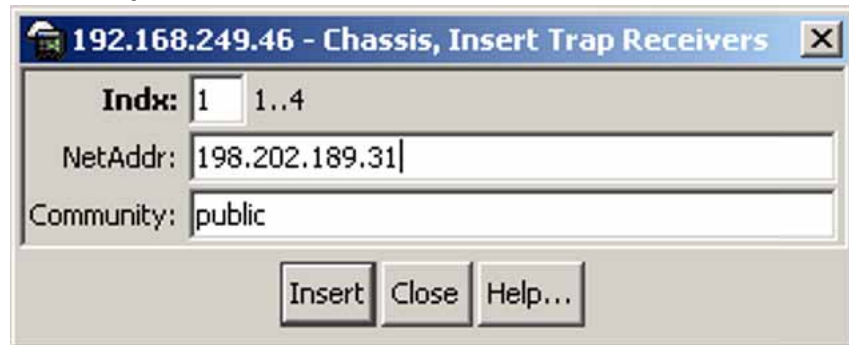 192.168.249.46 - Chassis, Insert Trap Receivers
Indx: 1 1..4
NetAddr: 198.202.189.31
Community: public
Insert Close Help...